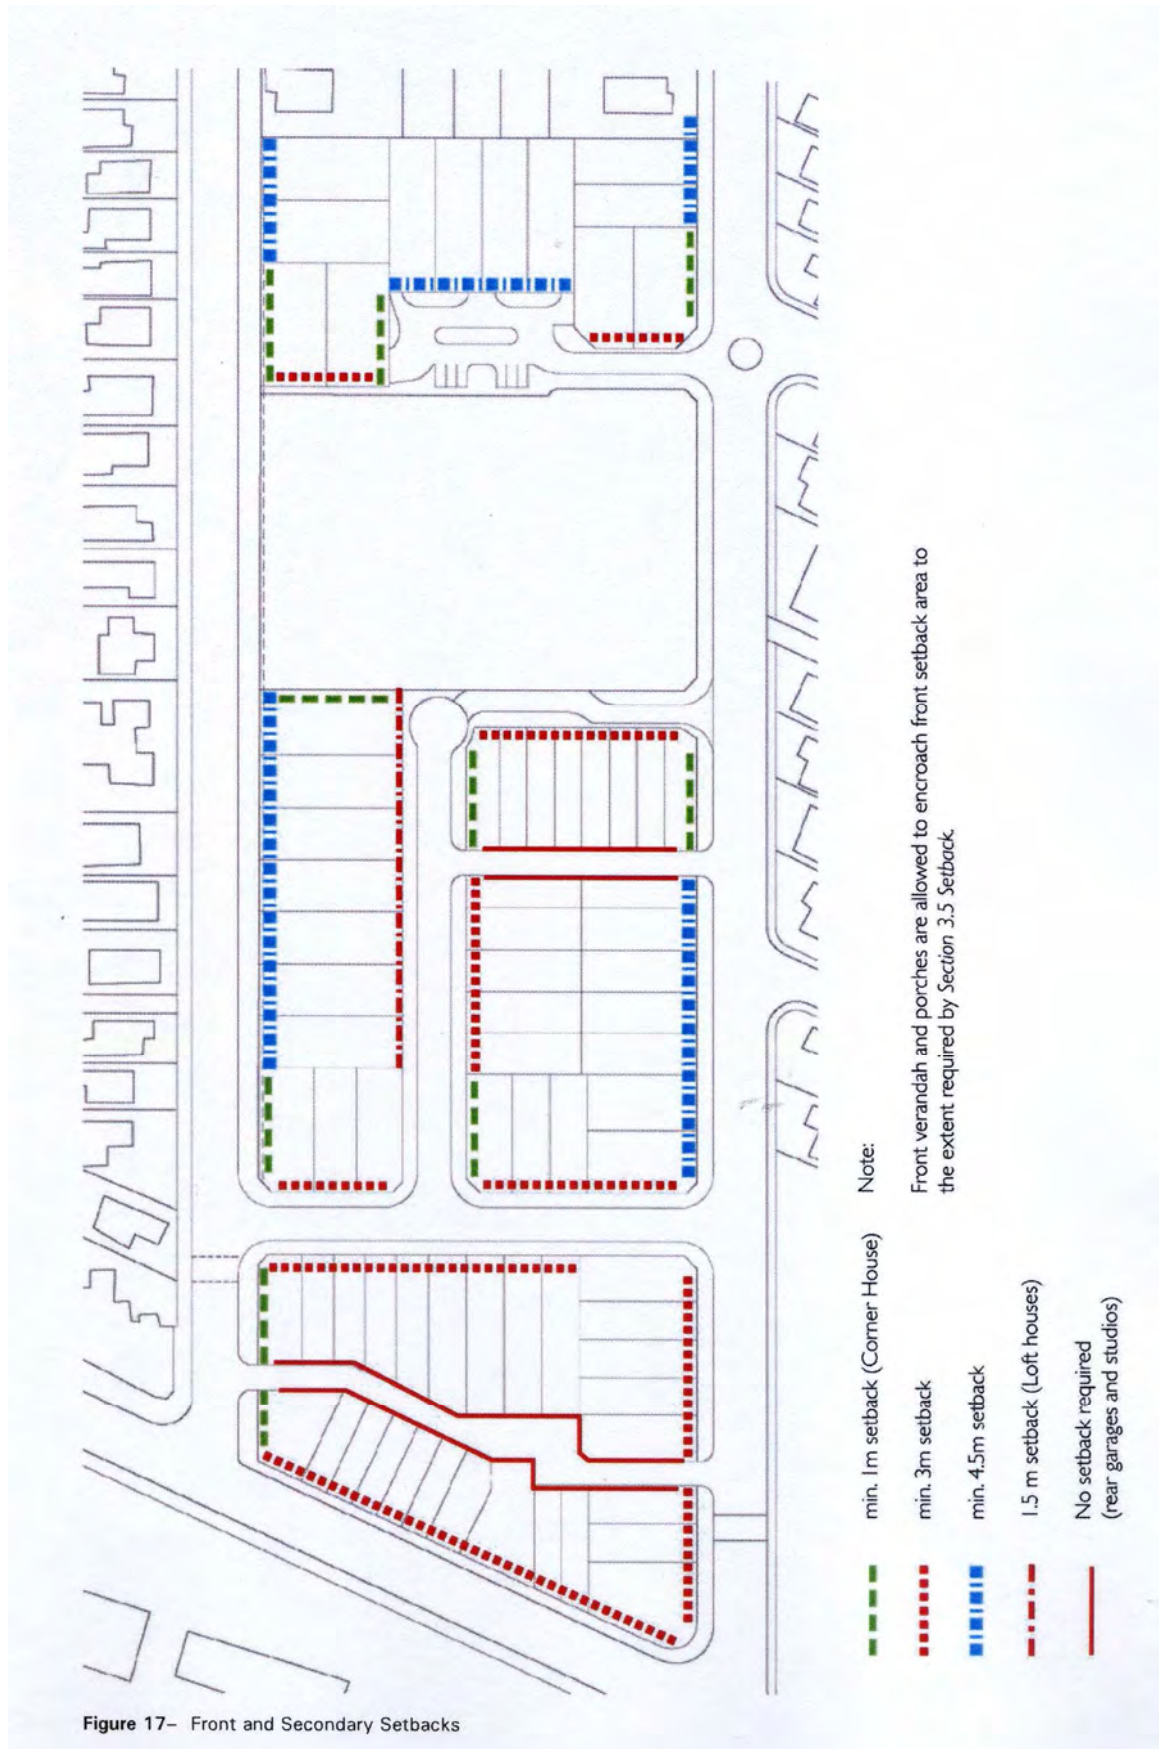 min. 1m setback (Corner House)
min. 3m setback
min. 4.5m setback
1.5 m setback (Loft houses)
No setback required
(rear garages and studios)
Note:
Front verandah and porches are allowed to encroach front setback area to
the extent required by Section 3.5 Setback.
Figure 17– Front and Secondary Setbacks